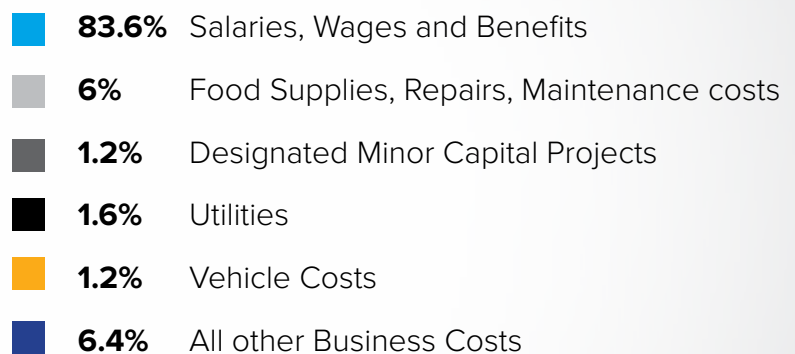 83.6% Salaries, Wages and Benefits
6% Food Supplies, Repairs, Maintenance costs
1.2% Designated Minor Capital Projects
1.6% Utilities
1.2% Vehicle Costs
6.4% All other Business Costs